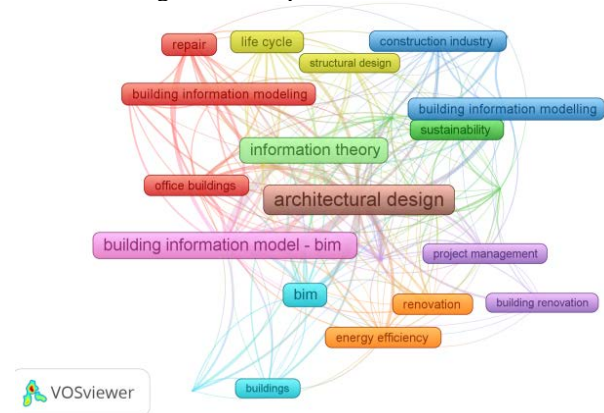 repair
life cycle
construction industry
structural design
building information modeling
building information modelling
sustainability
information theory
office buildings
architectural design
building information model - bim
project management
bim
renovation
building renovation
energy efficiency
buildings
VOSviewer